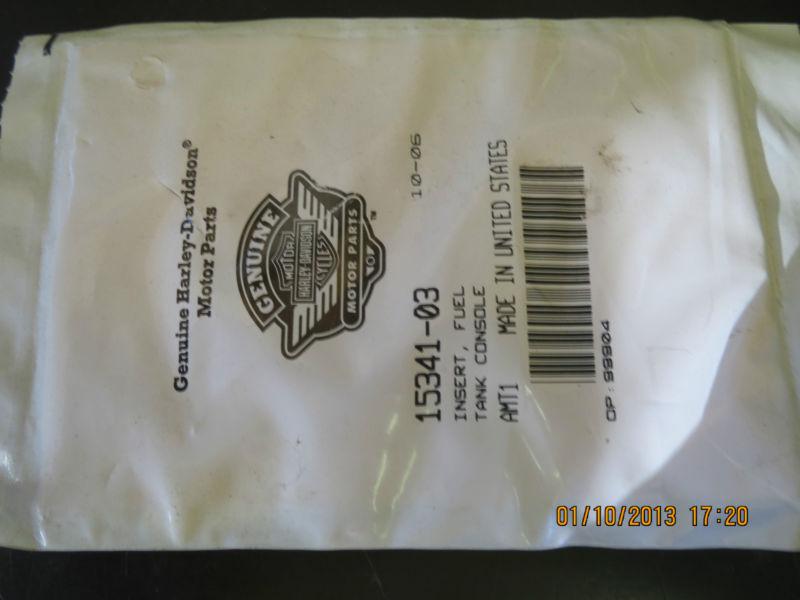 Genuine Harley-Davidson®
Motor Parts
GENUINE
MOTOR
HARLEY-DAVIDSON
CYCLES
MOTOR PARTS
™
10-06
15341-03
INSERT, FUEL
TANK CONSOLE
AMT1 MADE IN UNITED STATES
OP:99904
01/10/2013 17:20